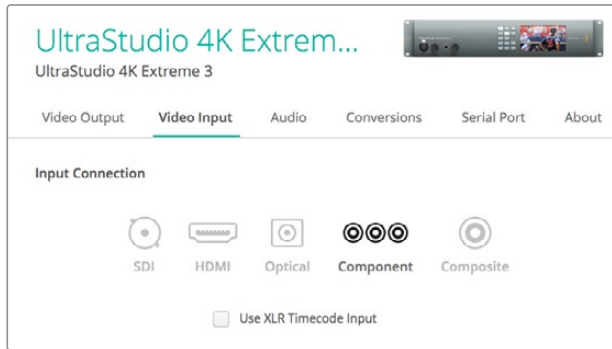 UltraStudio 4K Extrem...
UltraStudio 4K Extreme 3
Video Output Video Input Audio Conversions Serial Port About
Input Connection
SDI HDMI Optical Component Composite
Use XLR Timecode Input